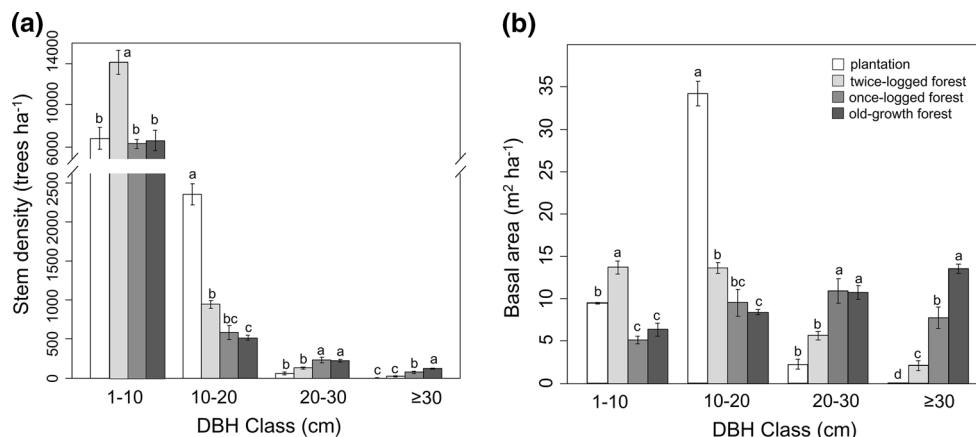 (a)
Stem density (trees ha⁻¹)
14000
10000
6000
2500
2000
1500
1000
500
0
b a b b
a b bc c
b b a a
c c b a
1-10 10-20 20-30 ≥30
DBH Class (cm)
(b)
Basal area (m² ha⁻¹)
35
30
25
20
15
10
5
0
plantation
twice-logged forest
once-logged forest
old-growth forest
b a c c
a b bc c
c b a a
d c b a
1-10 10-20 20-30 ≥30
DBH Class (cm)